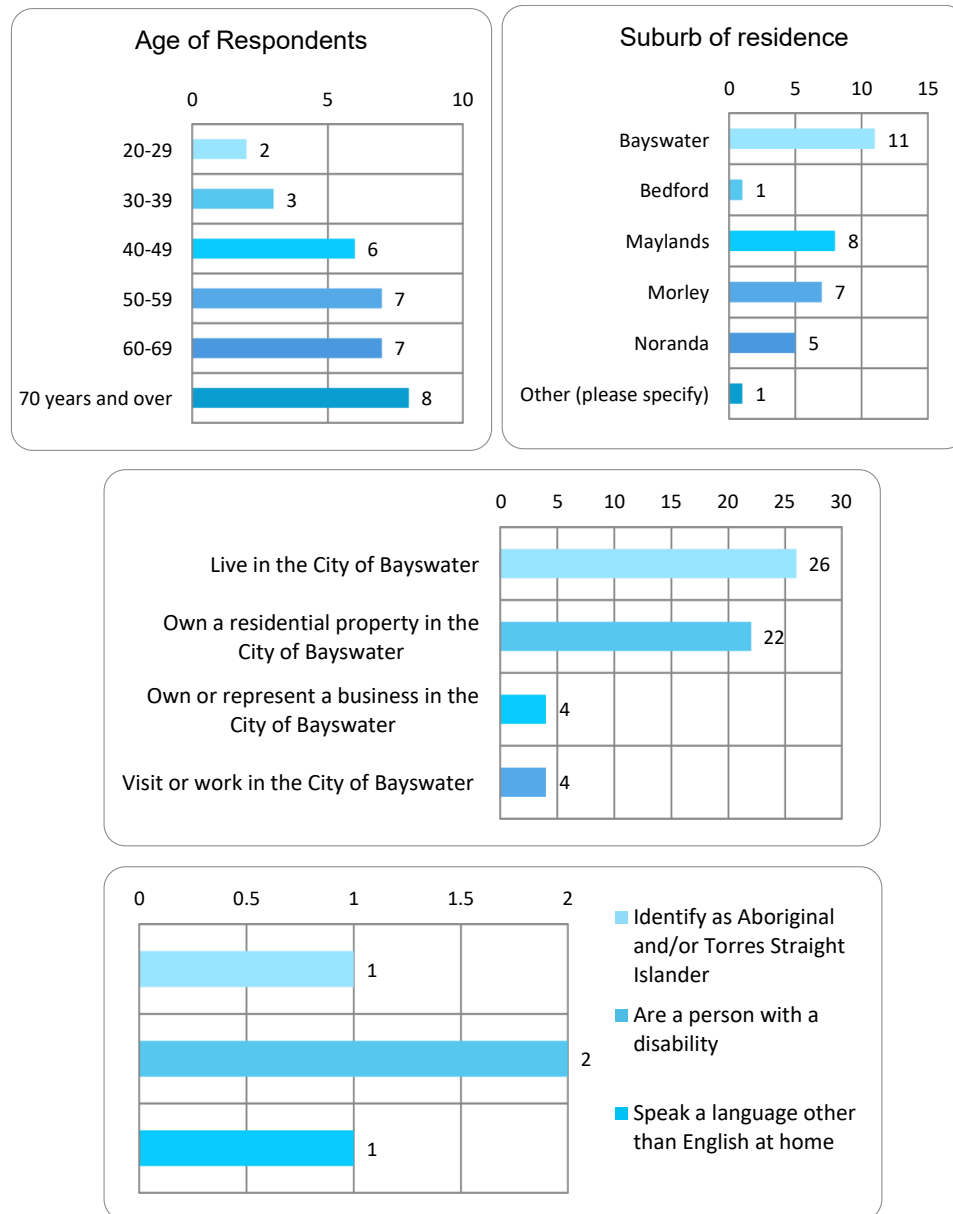 Age of Respondents
0 5 10
20-29 2
30-39 3
40-49 6
50-59 7
60-69 7
70 years and over 8
Suburb of residence
0 5 10 15
Bayswater 11
Bedford 1
Maylands 8
Morley 7
Noranda 5
Other (please specify) 1
0 5 10 15 20 25 30
Live in the City of Bayswater 26
Own a residential property in the
City of Bayswater
22
Own or represent a business in the
City of Bayswater
4
Visit or work in the City of Bayswater 4
0 0.5 1 1.5 2
1
2
1
Identify as Aboriginal
and/or Torres Straight
Islander
Are a person with a
disability
Speak a language other
than English at home